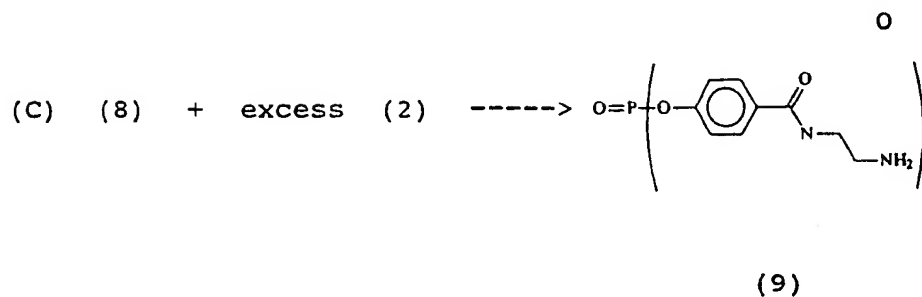 O
(C) (8) + excess (2) -----> O=P O O N NH₂
(9)